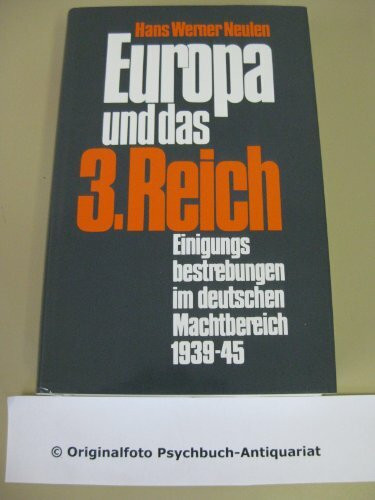 Hans Werner Neulen
Europa
und das
3.Reich
Einigungs
bestrebungen
im deutschen
Machtbereich
1939-45
© Originalfoto Psychbuch-Antiquariat